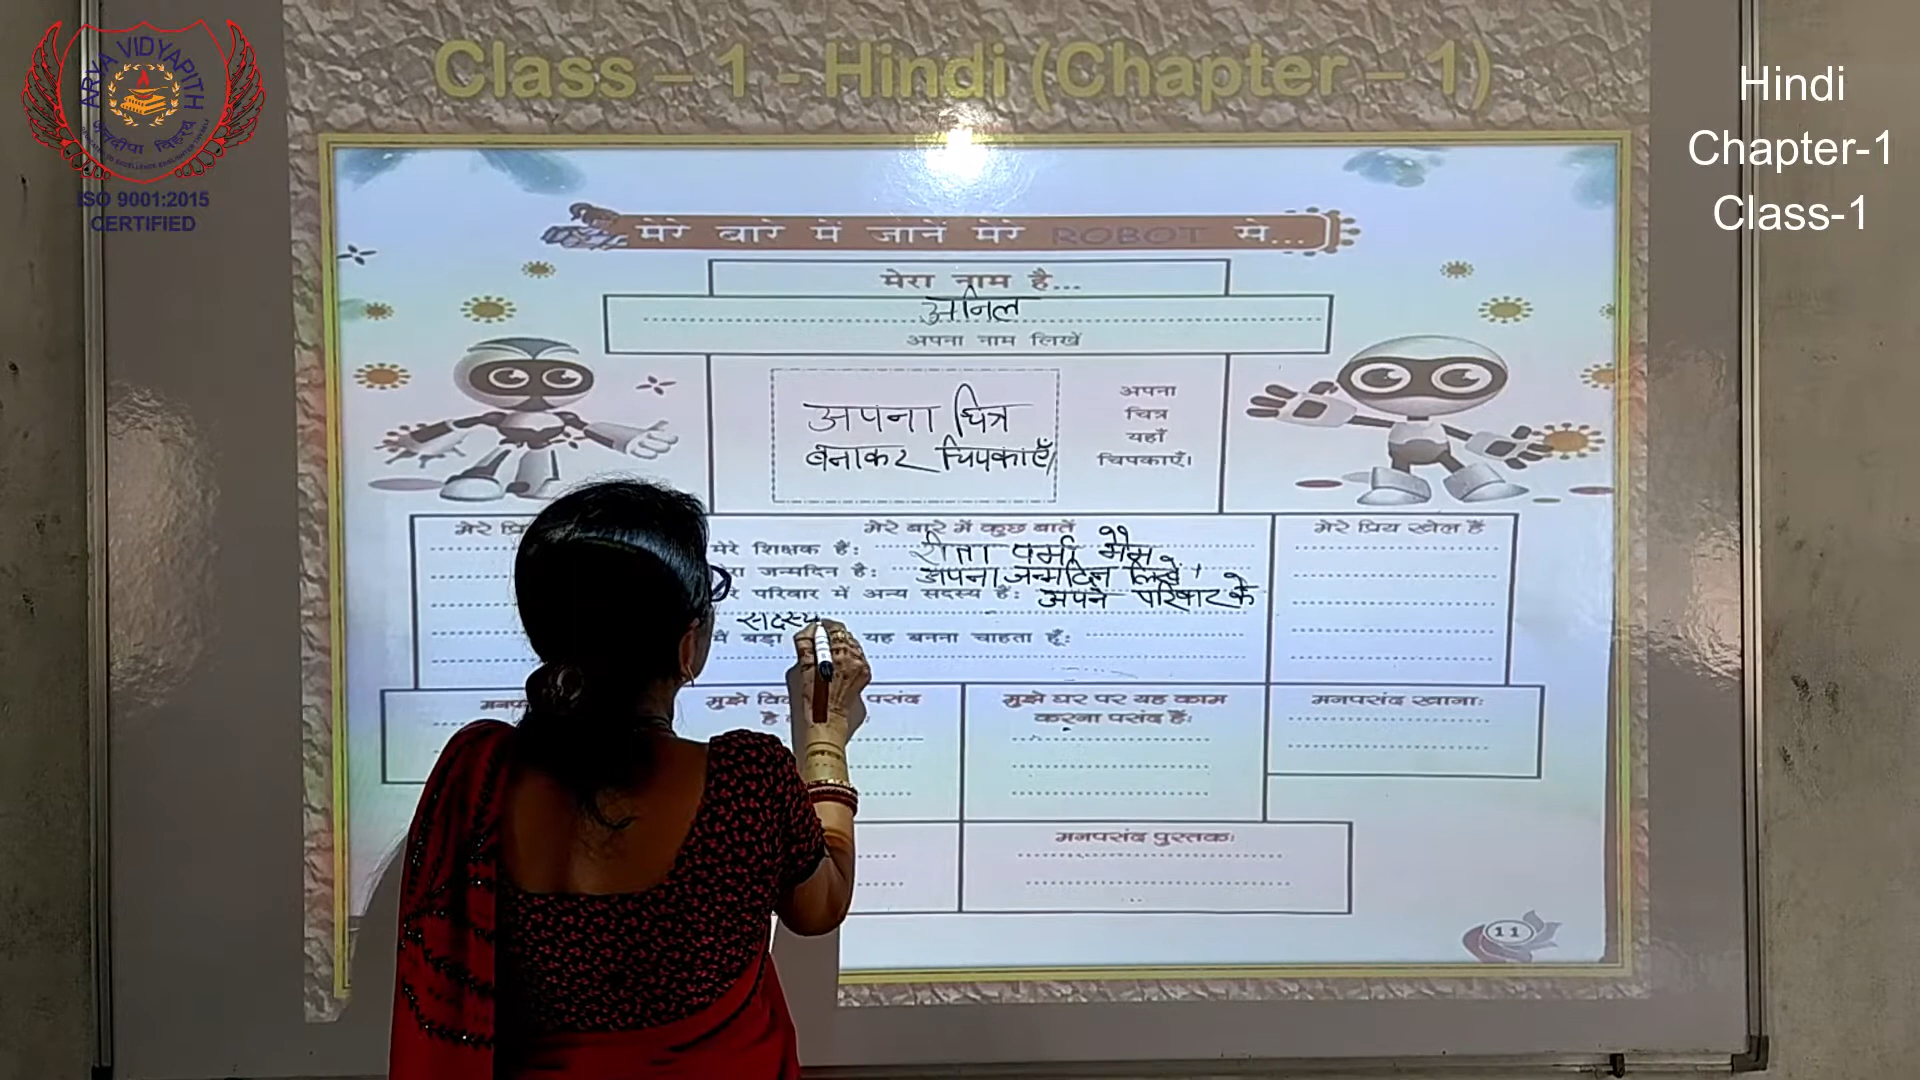 ARYA VIDYAPITH
ISO 9001:2015
CERTIFIED
Class – 1 - Hindi (Chapter – 1)
Hindi
Chapter-1
Class-1
मेरे बारे में जानें मेरे ROBOT से...
मेरा नाम है...
अनिल
अपना नाम लिखें
अपना चित्र
बनाकर चिपकाएँ।
अपना
चित्र
यहाँ
चिपकाएँ।
मेरे
मेरे बारे में कुछ बातें
मेरे शिक्षक हैं: रीता वर्मा मैम
जन्मदिन है: अपना जन्मदिन लिखें।
परिवार में अन्य सदस्य हैं: अपने परिवार के
सदस्य
मैं बड़ा यह बनना चाहता हूँ:
मेरे प्रिय खेल हैं
मुझे पसंद
है
मुझे घर पर यह काम
करना पसंद है:
मनपसंद खाना:
मनपसंद पुस्तक:
11